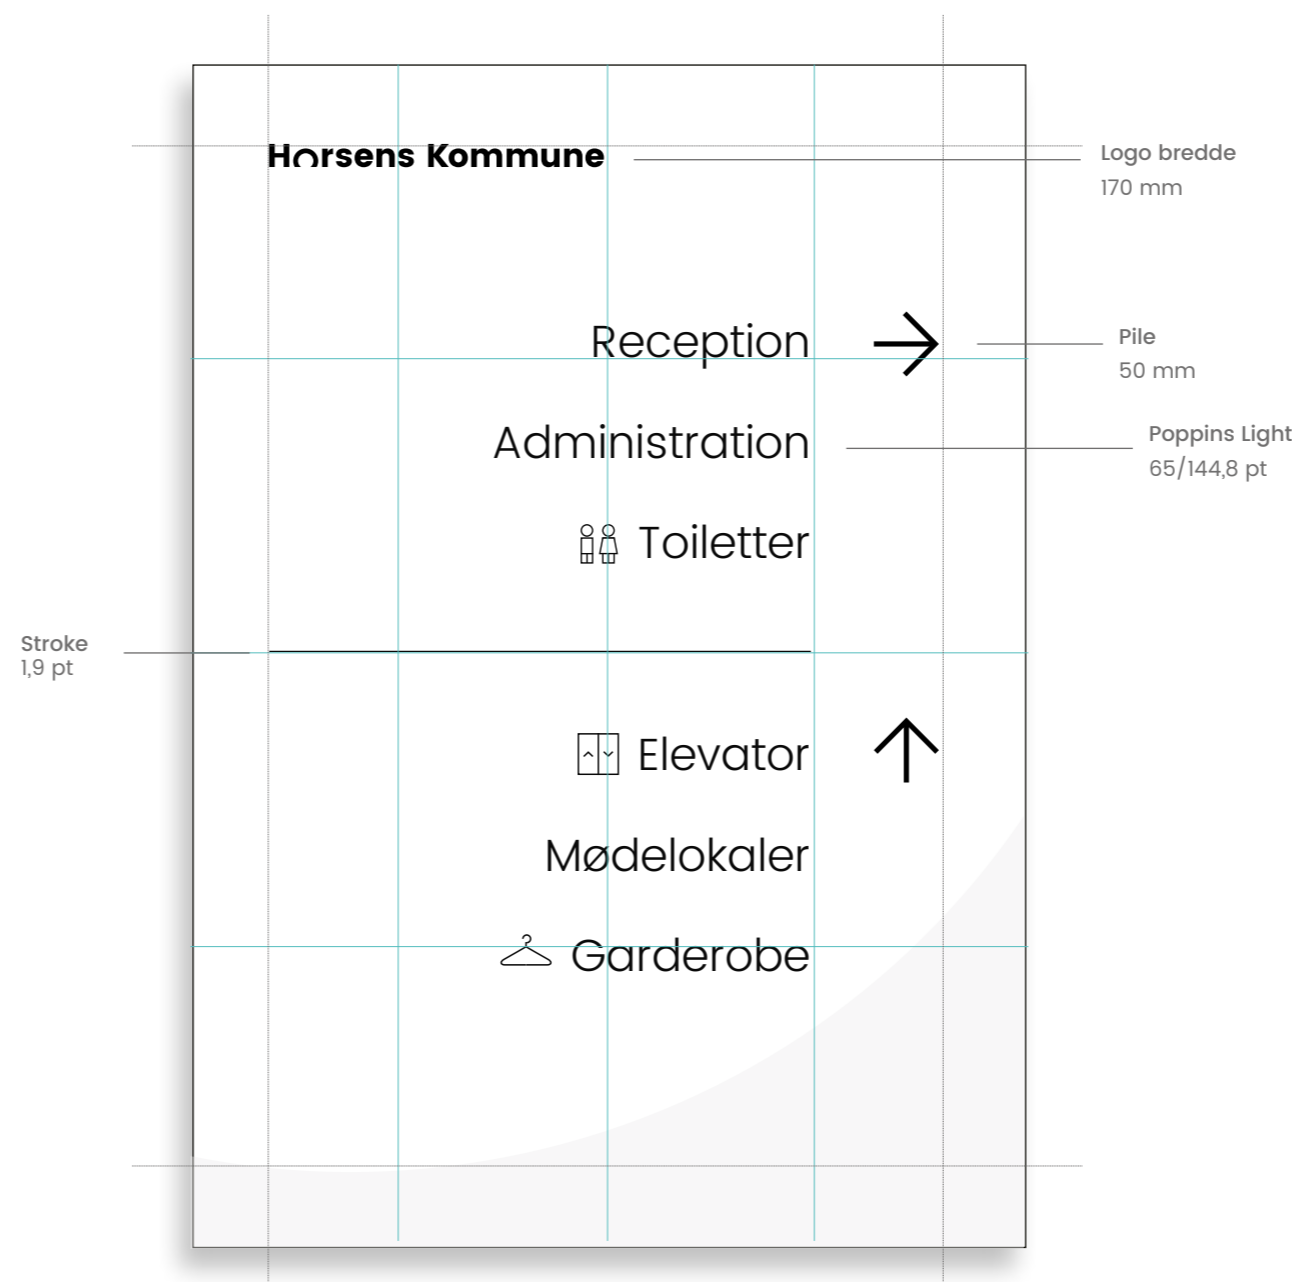 Horsens Kommune
Logo bredde
170 mm
Reception
Pile
50 mm
Administration
Poppins Light
65/144,8 pt
Toiletter
Stroke
1,9 pt
Elevator
Mødelokaler
Garderobe